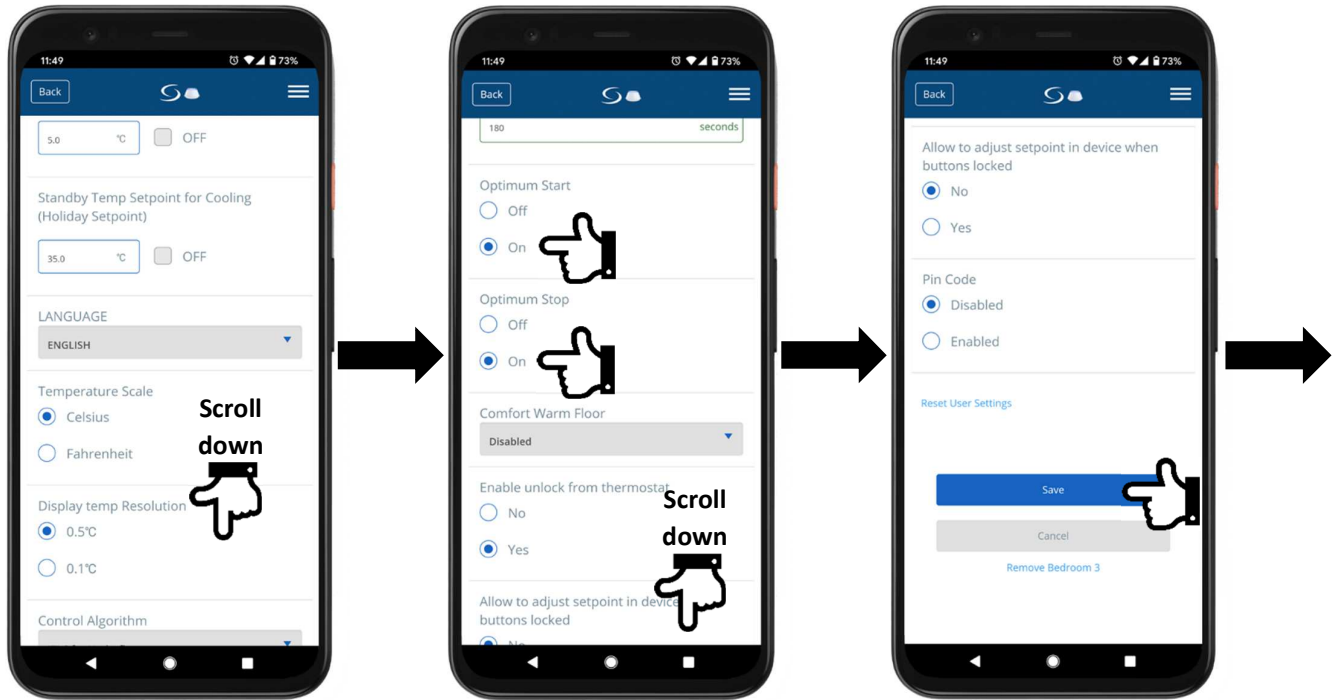 11:49
73%
Back
5.0 °C OFF
Standby Temp Setpoint for Cooling
(Holiday Setpoint)
35.0 °C OFF
LANGUAGE
ENGLISH
Temperature Scale
Celsius
Fahrenheit
Scroll
down
Display temp Resolution
0.5°C
0.1°C
Control Algorithm
11:49
73%
Back
180 seconds
Optimum Start
Off
On
Optimum Stop
Off
On
Comfort Warm Floor
Disabled
Enable unlock from thermostat
No
Yes
Scroll
down
Allow to adjust setpoint in device
buttons locked
No
11:49
73%
Back
Allow to adjust setpoint in device when
buttons locked
No
Yes
Pin Code
Disabled
Enabled
Reset User Settings
Save
Cancel
Remove Bedroom 3